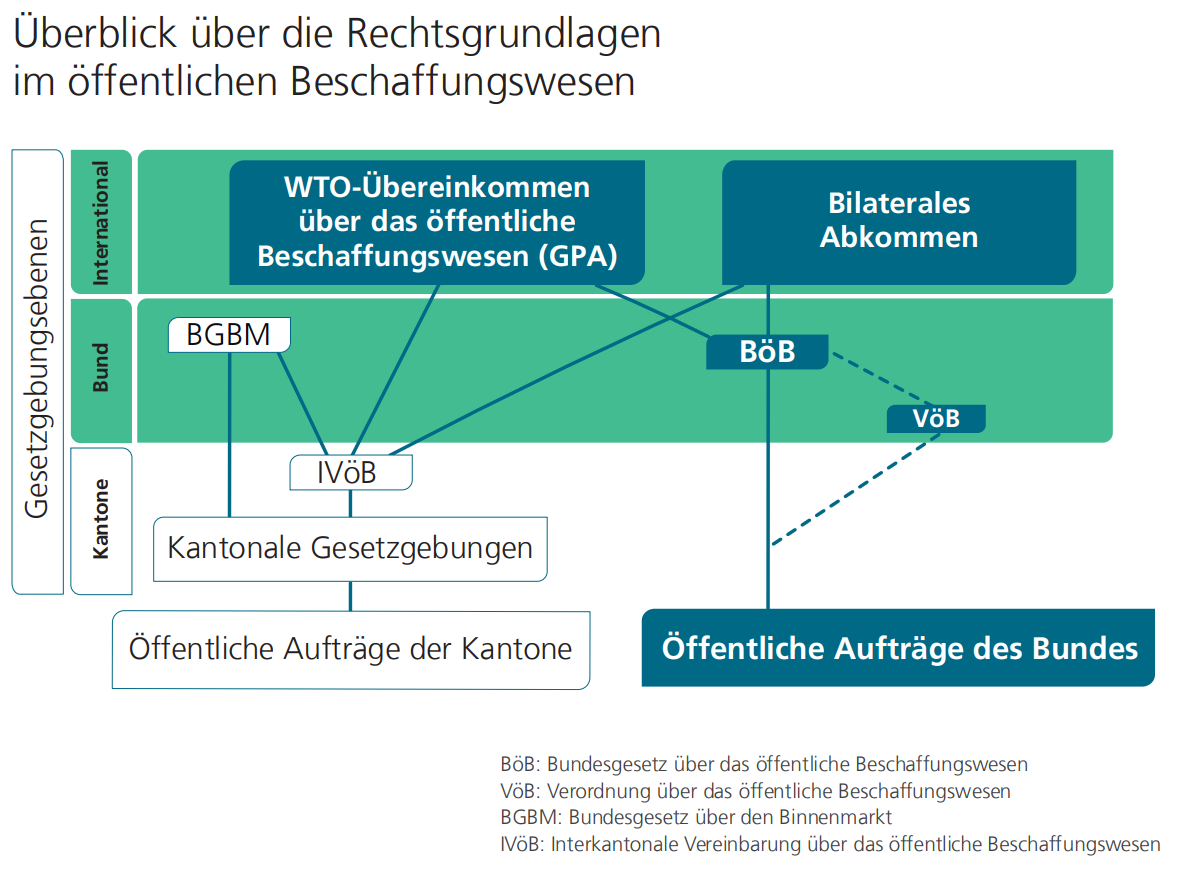 Überblick über die Rechtsgrundlagen
im öffentlichen Beschaffungswesen
Gesetzgebungsebenen
International
WTO-Übereinkommen
über das öffentliche
Beschaffungswesen (GPA)
Bilaterales
Abkommen
Bund
BGBM
BöB
VöB
Kantone
IVöB
Kantonale Gesetzgebungen
Öffentliche Aufträge der Kantone
Öffentliche Aufträge des Bundes
BöB: Bundesgesetz über das öffentliche Beschaffungswesen
VöB: Verordnung über das öffentliche Beschaffungswesen
BGBM: Bundesgesetz über den Binnenmarkt
IVöB: Interkantonale Vereinbarung über das öffentliche Beschaffungswesen